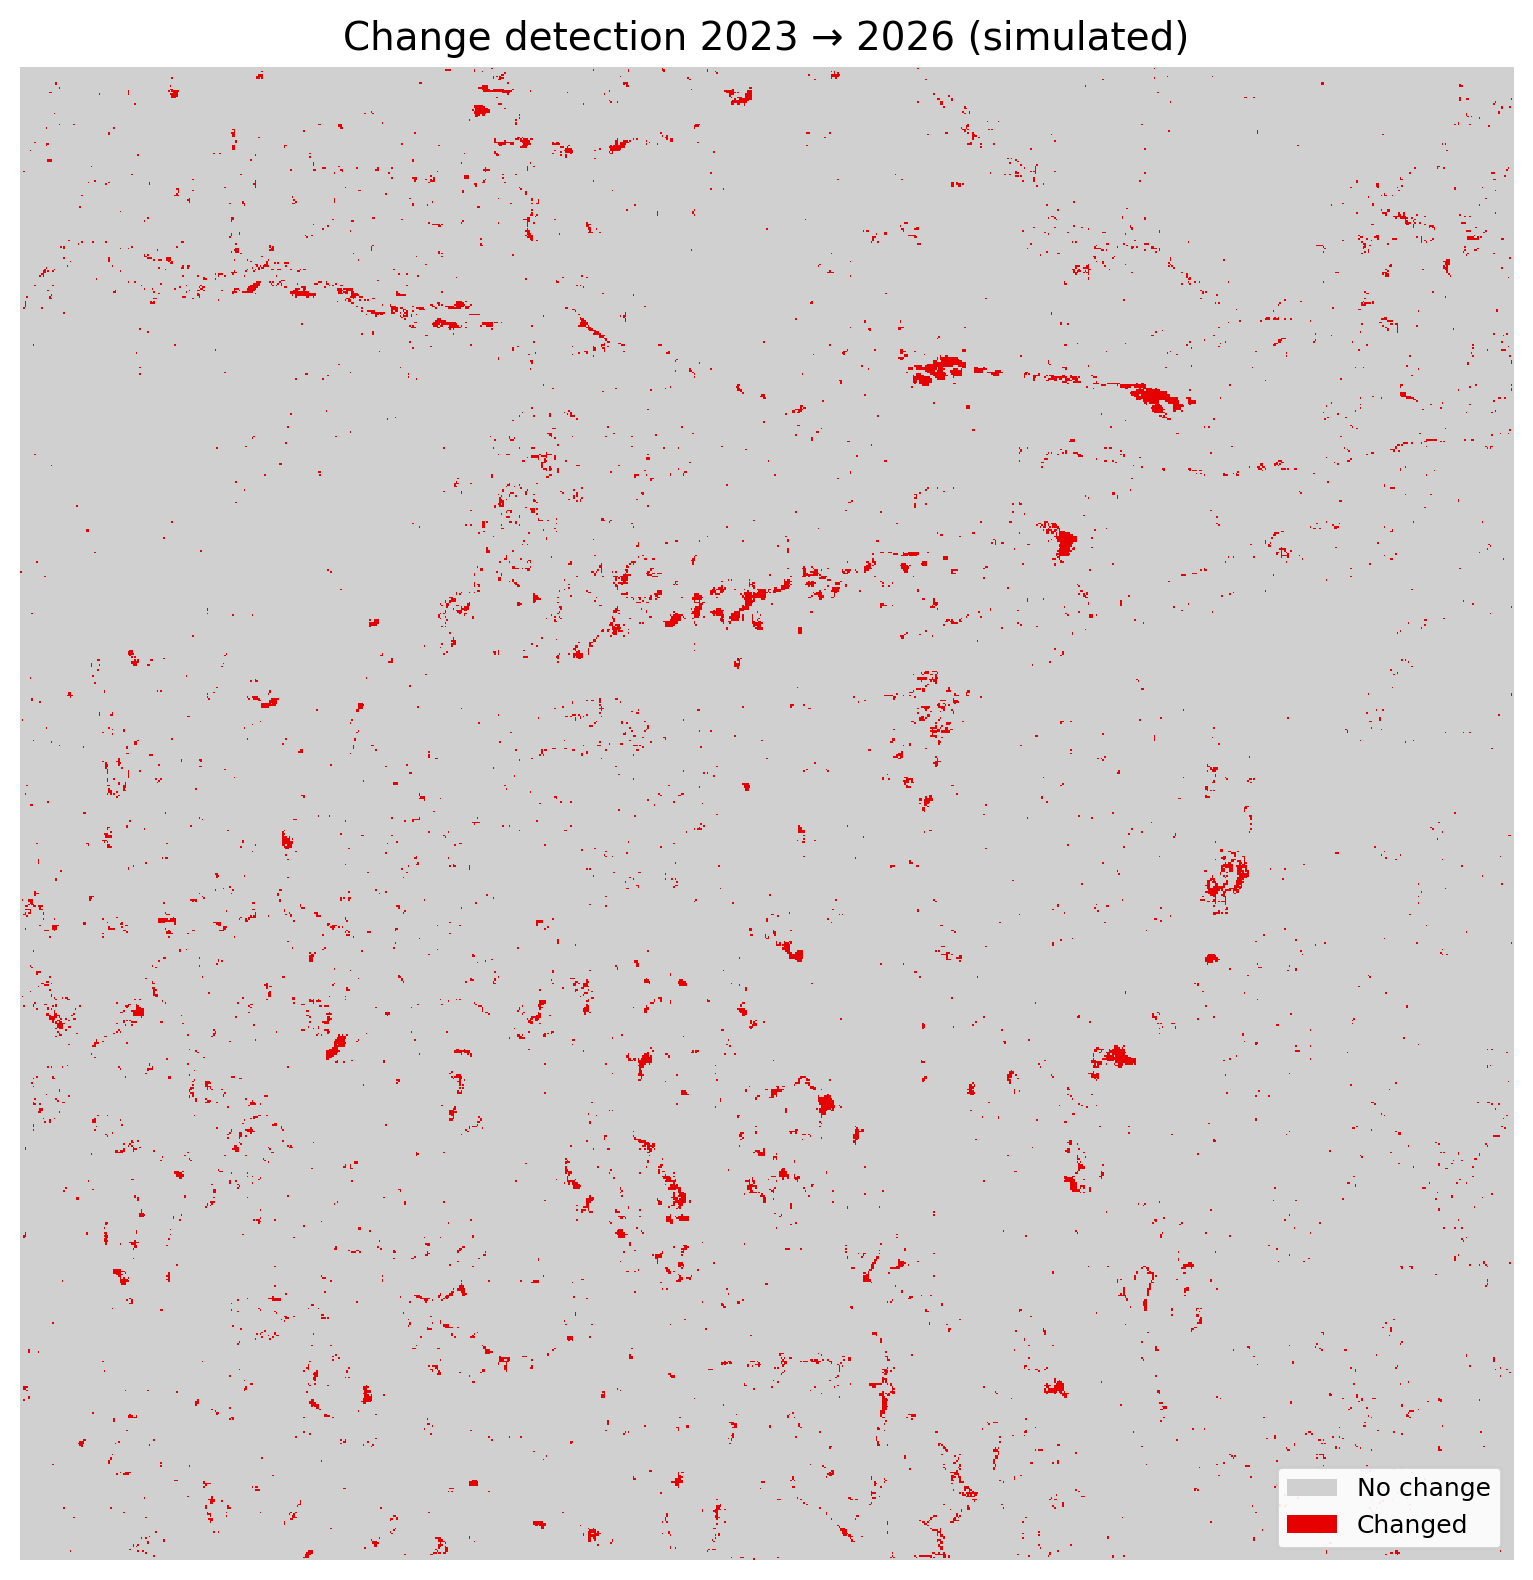 Change detection 2023 → 2026 (simulated)
No change
Changed